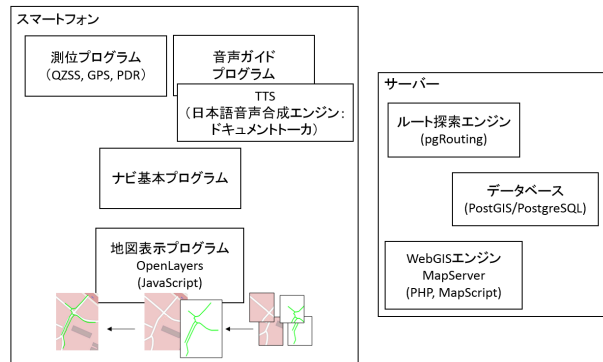 スマートフォン
測位プログラム
（QZSS, GPS, PDR）
音声ガイド
プログラム
TTS
（日本語音声合成エンジン：
ドキュメントトーカ）
ナビ基本プログラム
地図表示プログラム
OpenLayers
(JavaScript)
サーバー
ルート探索エンジン
(pgRouting)
データベース
(PostGIS/PostgreSQL)
WebGISエンジン
MapServer
(PHP, MapScript)